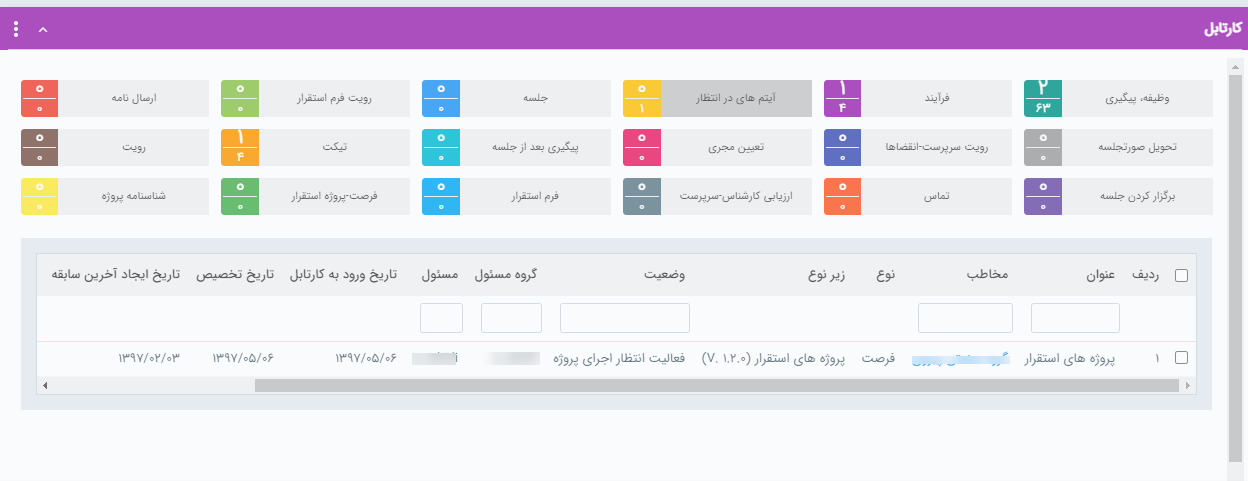 کارتابل
وظیفه، پیگیری ۲ ۶۳
فرآیند ۱ ۴
آیتم های در انتظار ۰ ۱
جلسه ۰ ۰
رویت فرم استقرار ۰ ۰
ارسال نامه ۰ ۰
تحویل صورتجلسه ۰ ۰
رویت سرپرست-انقضاها ۰ ۰
تعیین مجری ۰ ۰
پیگیری بعد از جلسه ۰ ۰
تیکت ۱ ۴
رویت ۰ ۰
برگزار کردن جلسه ۰ ۰
تماس ۰ ۰
ارزیابی کارشناس-سرپرست ۰ ۰
فرم استقرار ۰ ۰
فرصت-پروژه استقرار ۰ ۰
شناسنامه پروژه ۰ ۰
ردیف عنوان مخاطب نوع زیر نوع وضعیت گروه مسئول مسئول تاریخ ورود به کارتابل تاریخ تخصیص تاریخ ایجاد آخرین سابقه
۱ پروژه های استقرار فرصت پروژه های استقرار (V. ۱.۲.۰) فعالیت انتظار اجرای پروژه ۱۳۹۷/۰۵/۰۶ ۱۳۹۷/۰۵/۰۶ ۱۳۹۷/۰۲/۰۳